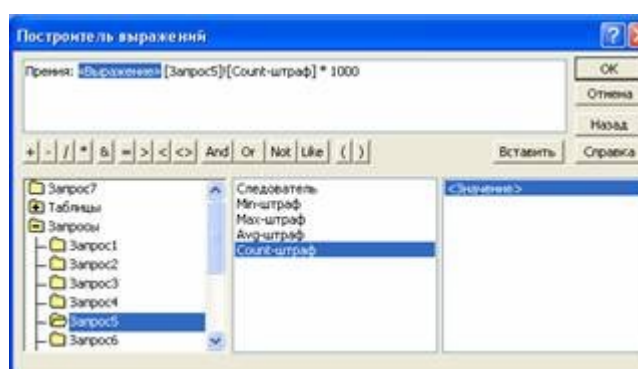 Построитель выражений
Прения: «Выражение» [Запрос5]![Count-штраф] * 1000
OK
Отмена
Назад
+ - / * & = > < <> And Or Not Like ( ) Вставить Справка
Запрос7
Таблицы
Запросы
Запрос1
Запрос2
Запрос3
Запрос4
Запрос5
Запрос6
Следователь
Min-штраф
Max-штраф
Avg-штраф
Count-штраф
<Значение>